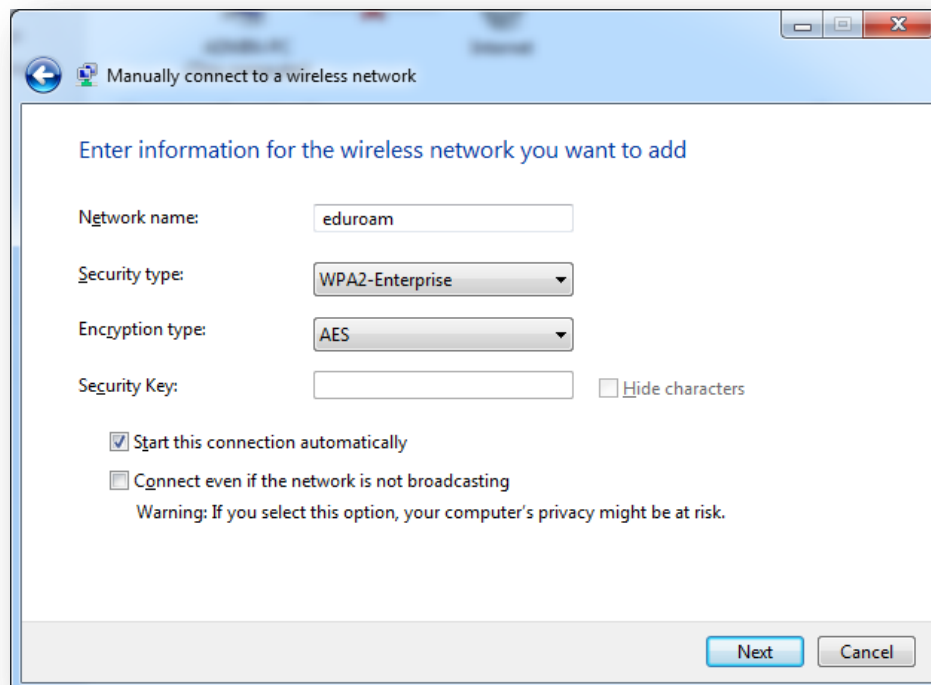 Internet
Manually connect to a wireless network
Enter information for the wireless network you want to add
Network name: eduroam
Security type: WPA2-Enterprise
Encryption type: AES
Security Key: Hide characters
Start this connection automatically
Connect even if the network is not broadcasting
Warning: If you select this option, your computer's privacy might be at risk.
Next Cancel